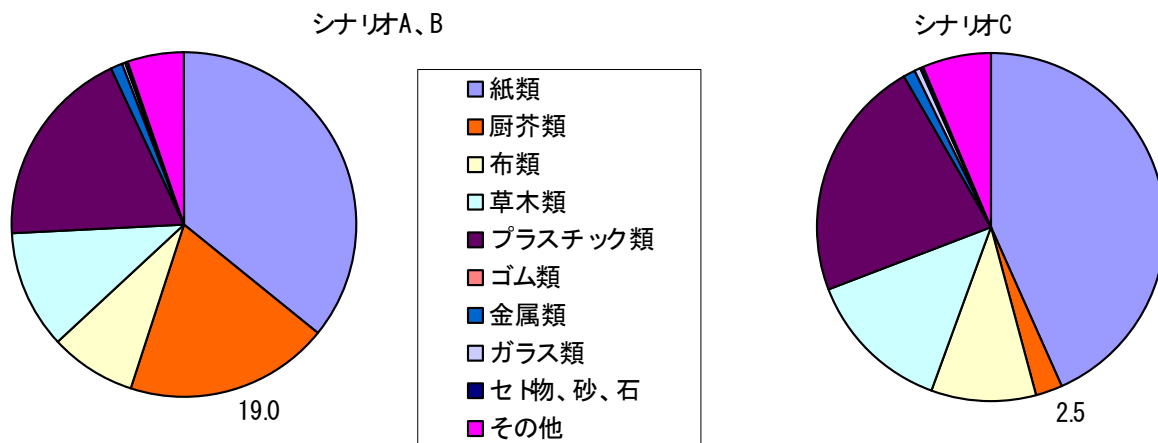 シナリオA、B
シナリオC
紙類
厨芥類
布類
草木類
プラスチック類
ゴム類
金属類
ガラス類
セト物、砂、石
その他
19.0
2.5